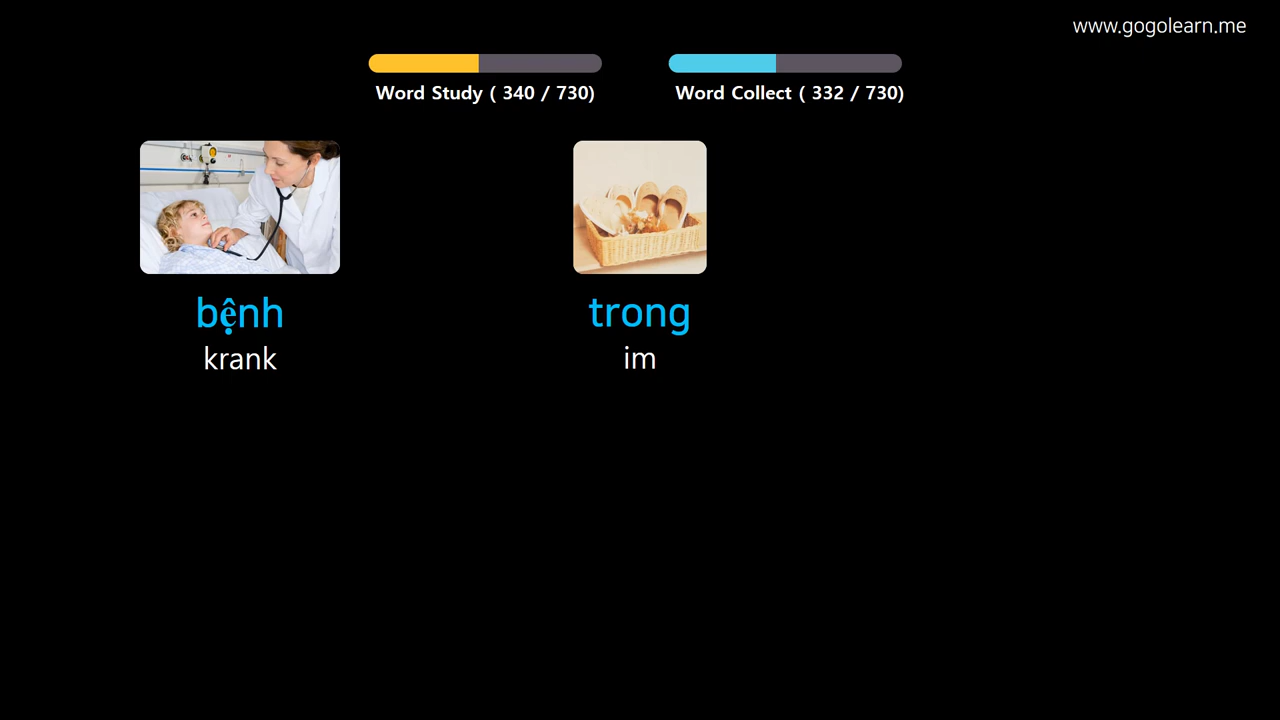 www.gogolearn.me
Word Study ( 340 / 730)
Word Collect ( 332 / 730)
bệnh
krank
trong
im